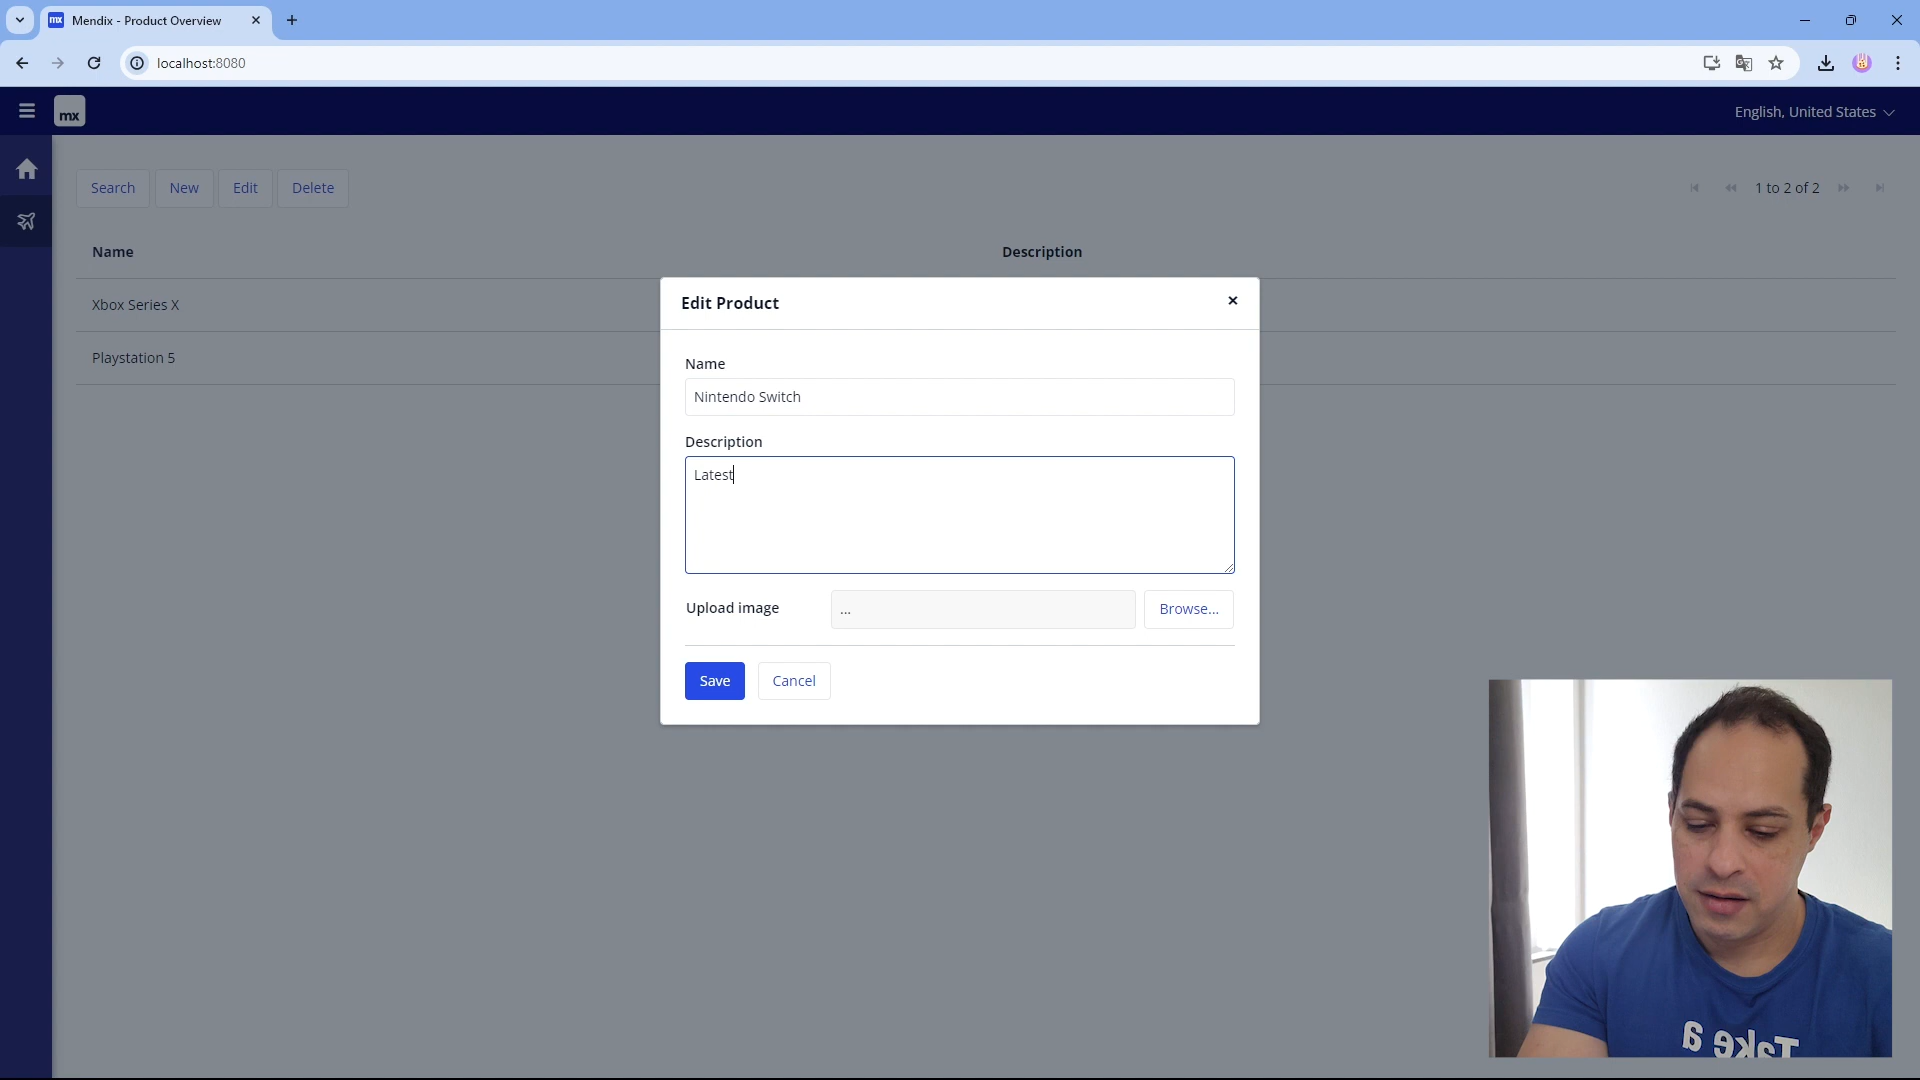 Mendix - Product Overview
localhost:8080
mx
English, United States
Search New Edit Delete
1 to 2 of 2
Name Description
Xbox Series X
Playstation 5
Edit Product
Name
Nintendo Switch
Description
Latest
Upload image ... Browse...
Save Cancel
Take a